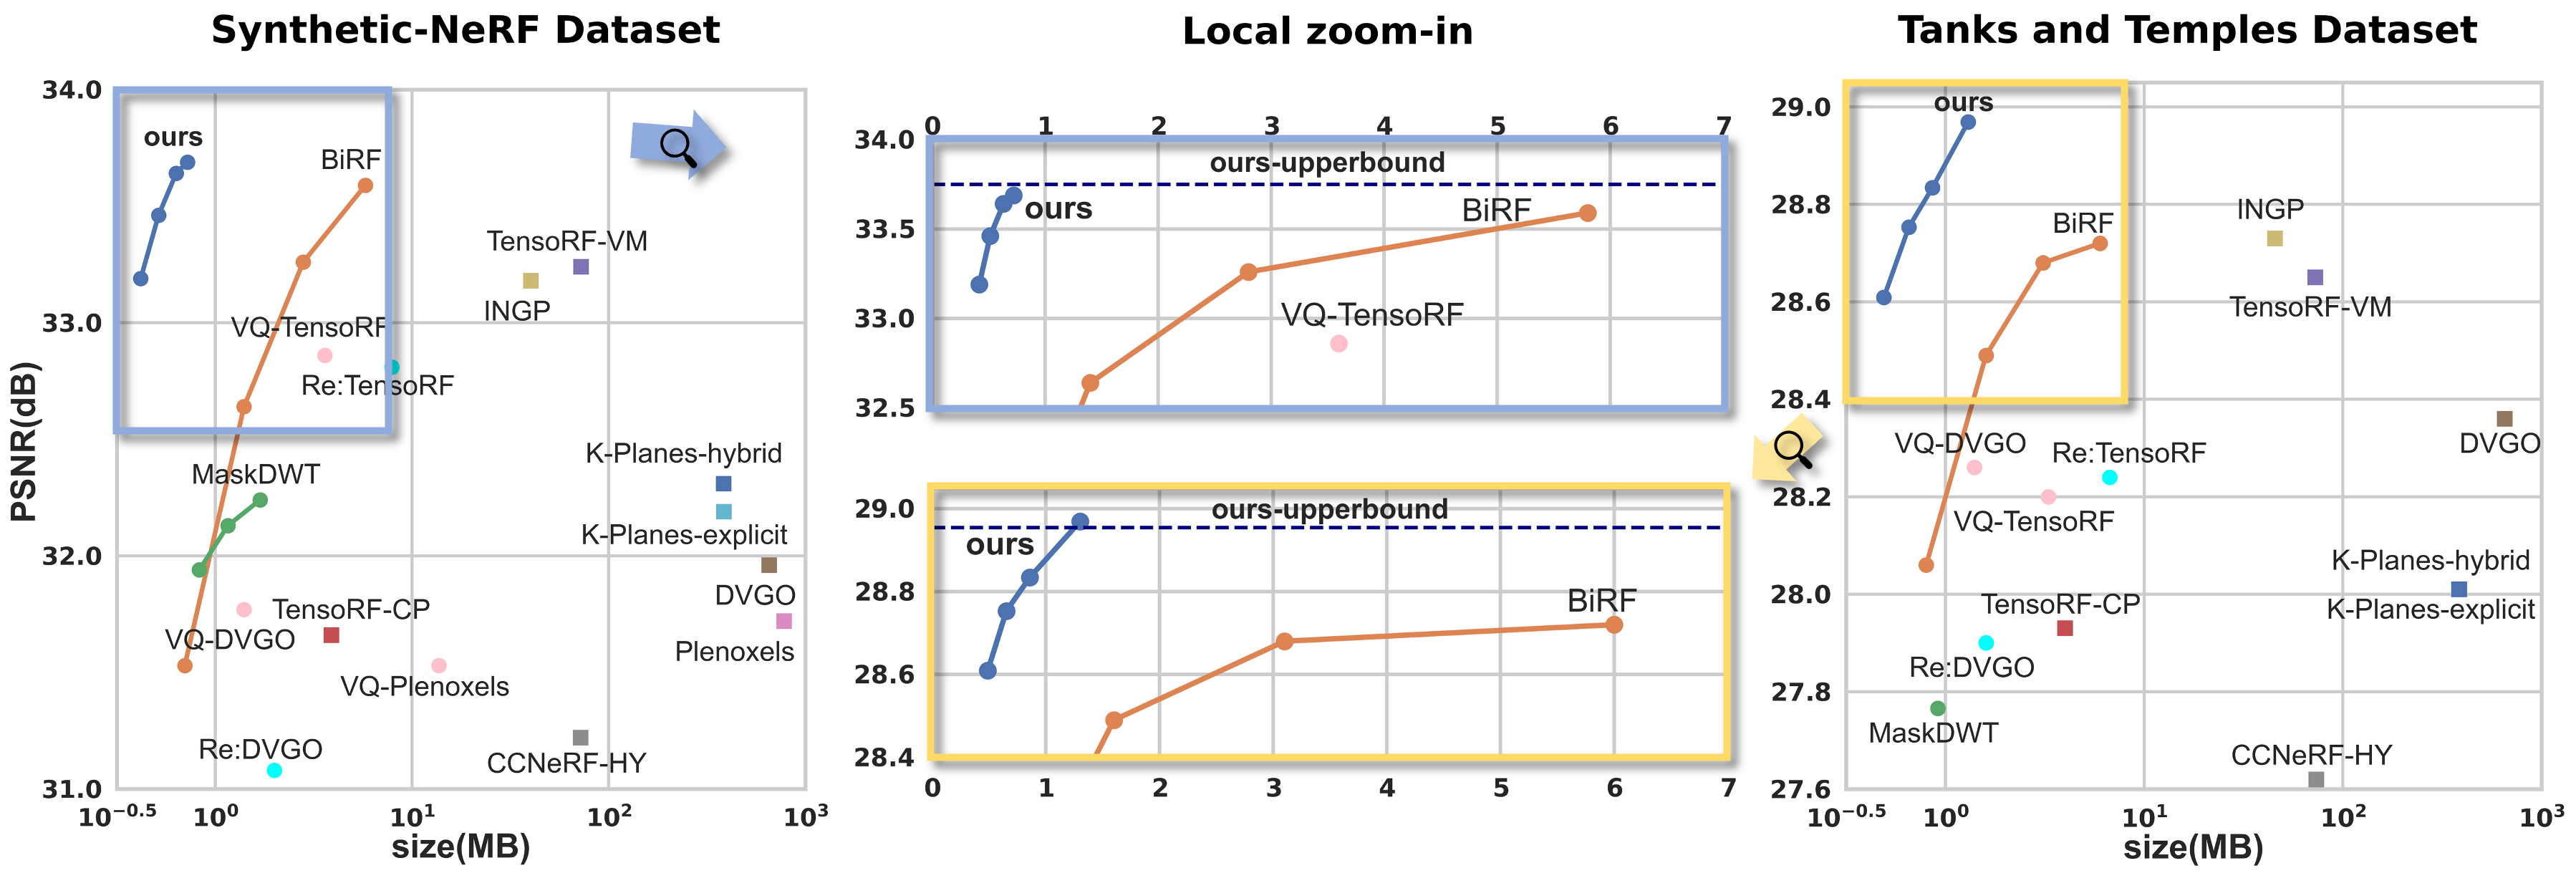 Synthetic-NeRF Dataset
34.0
33.0
32.0
31.0
PSNR(dB)
ours
BiRF
TensoRF-VM
INGP
VQ-TensoRF
Re:TensoRF
K-Planes-hybrid
MaskDWT
K-Planes-explicit
DVGO
TensoRF-CP
VQ-DVGO
Plenoxels
VQ-Plenoxels
Re:DVGO
CCNeRF-HY
10^−0.5 10^0 10^1 10^2 10^3
size(MB)
Local zoom-in
0 1 2 3 4 5 6 7
34.0
33.5
33.0
32.5
ours-upperbound
ours
BiRF
VQ-TensoRF
29.0
28.8
28.6
28.4
ours-upperbound
ours
BiRF
0 1 2 3 4 5 6 7
Tanks and Temples Dataset
29.0
28.8
28.6
28.4
28.2
28.0
27.8
27.6
ours
BiRF
INGP
TensoRF-VM
VQ-DVGO
Re:TensoRF
DVGO
VQ-TensoRF
K-Planes-hybrid
TensoRF-CP
K-Planes-explicit
Re:DVGO
MaskDWT
CCNeRF-HY
10^−0.5 10^0 10^1 10^2 10^3
size(MB)